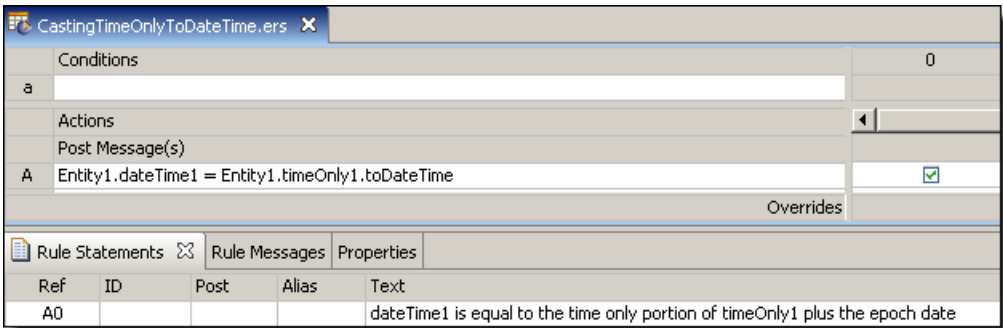 CastingTimeOnlyToDateTime.ers
Conditions 0
a
Actions
Post Message(s)
A Entity1.dateTime1 = Entity1.timeOnly1.toDateTime
Overrides
Rule Statements Rule Messages Properties
Ref ID Post Alias Text
A0 dateTime1 is equal to the time only portion of timeOnly1 plus the epoch date